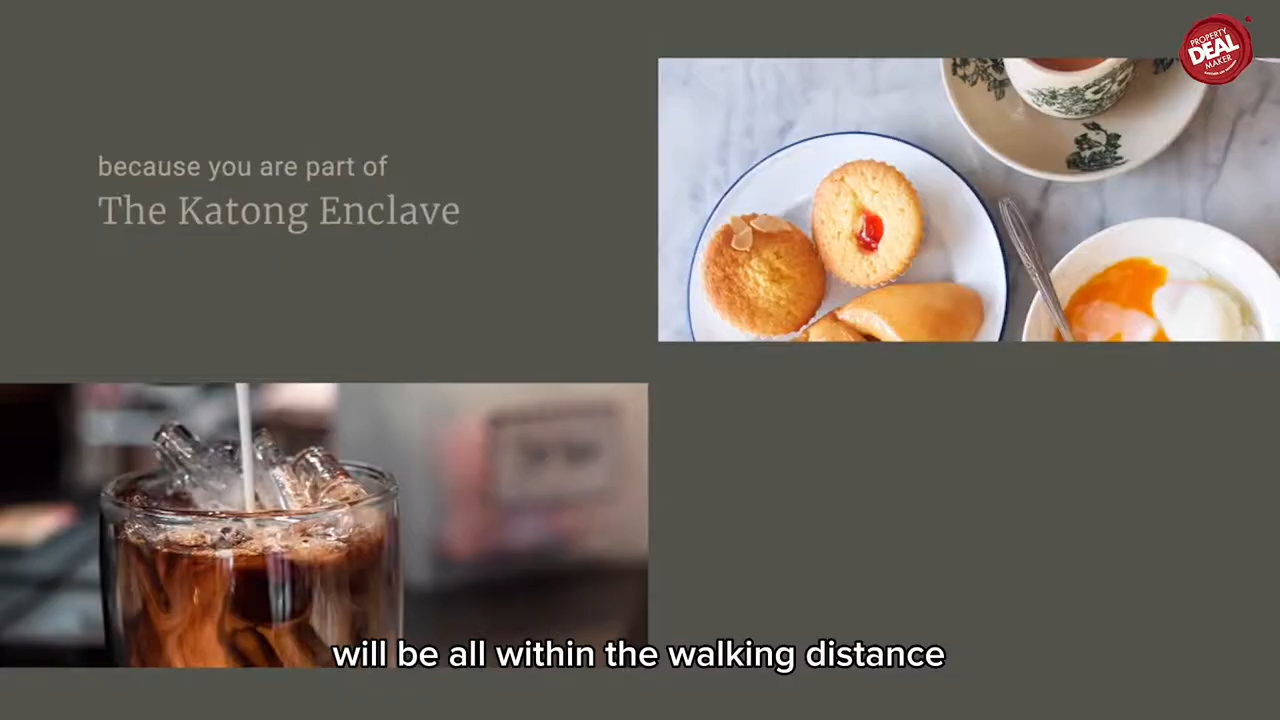 PROPERTY
DEAL
MAKER
because you are part of
The Katong Enclave
will be all within the walking distance